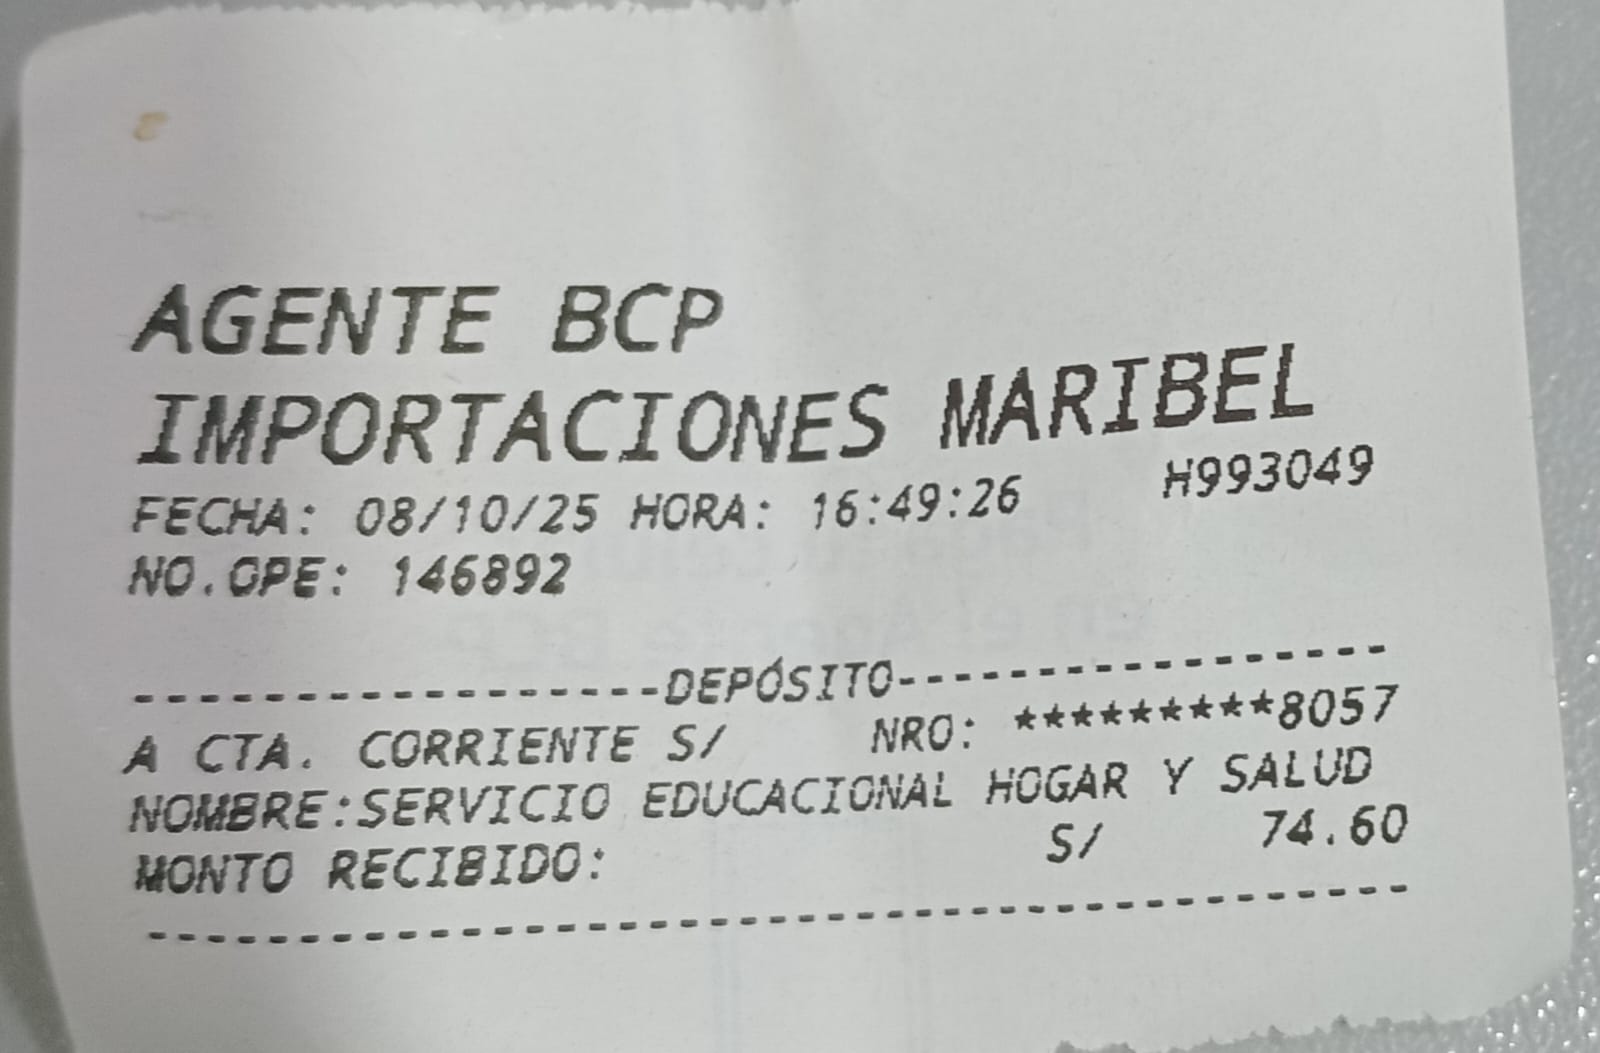 AGENTE BCP
IMPORTACIONES MARIBEL
FECHA: 08/10/25 HORA: 16:49:26 H993049
NO.OPE: 146892
-----------------DEPÓSITO-----------------
A CTA. CORRIENTE S/ NRO: *********8057
NOMBRE:SERVICIO EDUCACIONAL HOGAR Y SALUD
MONTO RECIBIDO: S/ 74.60
------------------------------------------